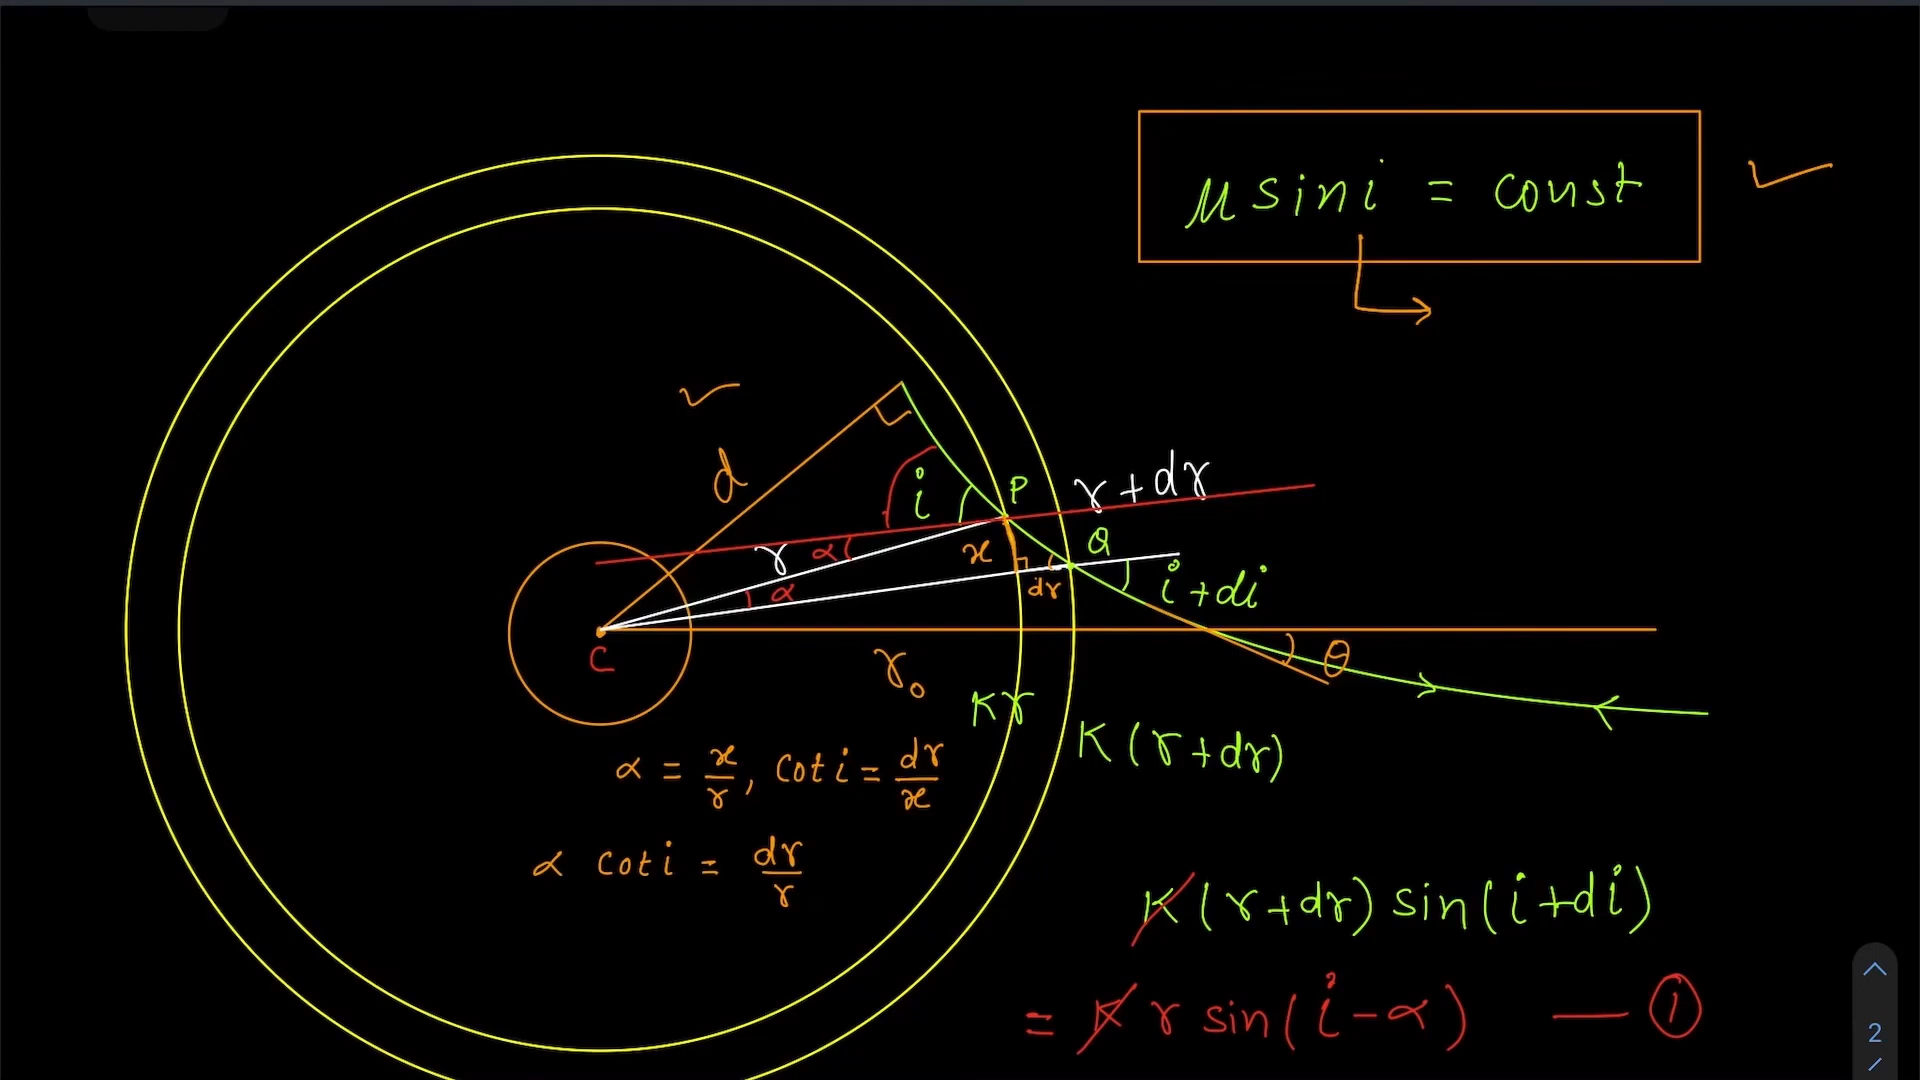 μ sin i = const
d
i
P
r + dr
r
α
x
Q
α
dr
i + di
C
r₀
θ
Kr
K(r+dr)
α = x/r, cot i = dr/x
α cot i = dr/r
K(r+dr) sin(i+di)
= K r sin(i-α) — ①
2